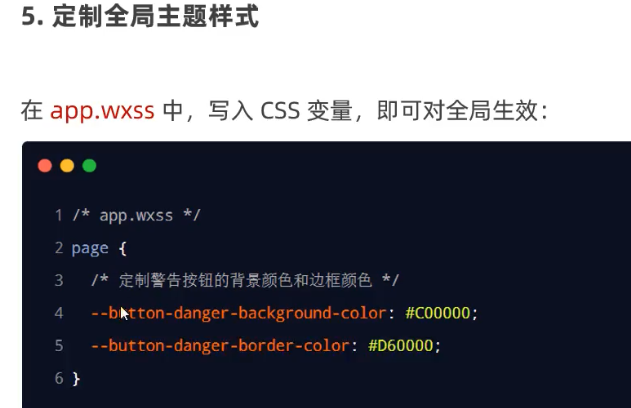 5. 定制全局主题样式
在 app.wxss 中，写入 CSS 变量，即可对全局生效：
1 /* app.wxss */
2 page {
3 /* 定制警告按钮的背景颜色和边框颜色 */
4 --button-danger-background-color: #C00000;
5 --button-danger-border-color: #D60000;
6 }